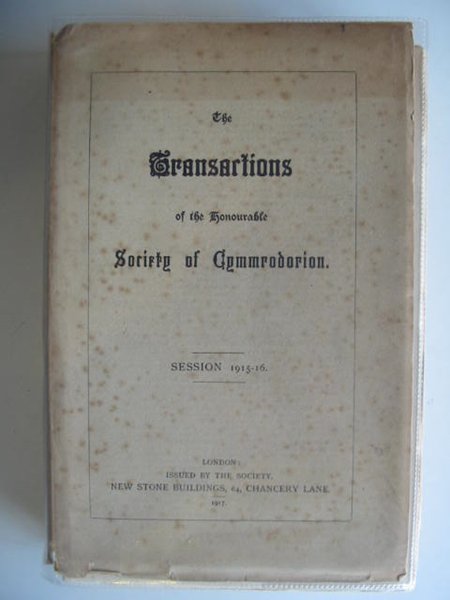 The
Transactions
of the Honourable
Society of Cymmrodorion.
SESSION 1915-16.
LONDON:
ISSUED BY THE SOCIETY,
NEW STONE BUILDINGS, 64, CHANCERY LANE.
1917.